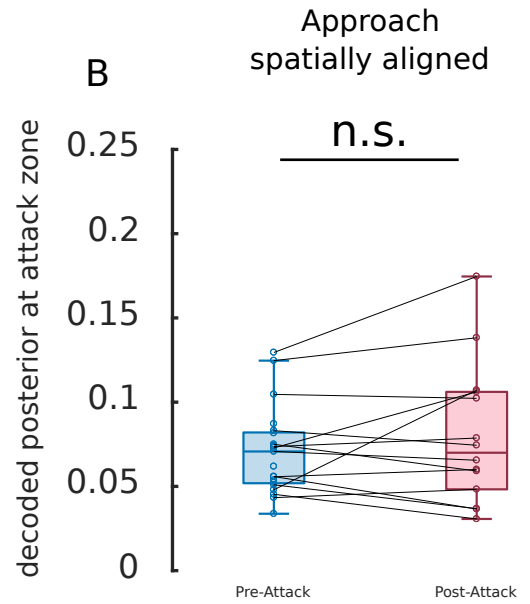 Approach
spatially aligned
B
n.s.
decoded posterior at attack zone
0.25
0.2
0.15
0.1
0.05
0
Pre-Attack
Post-Attack